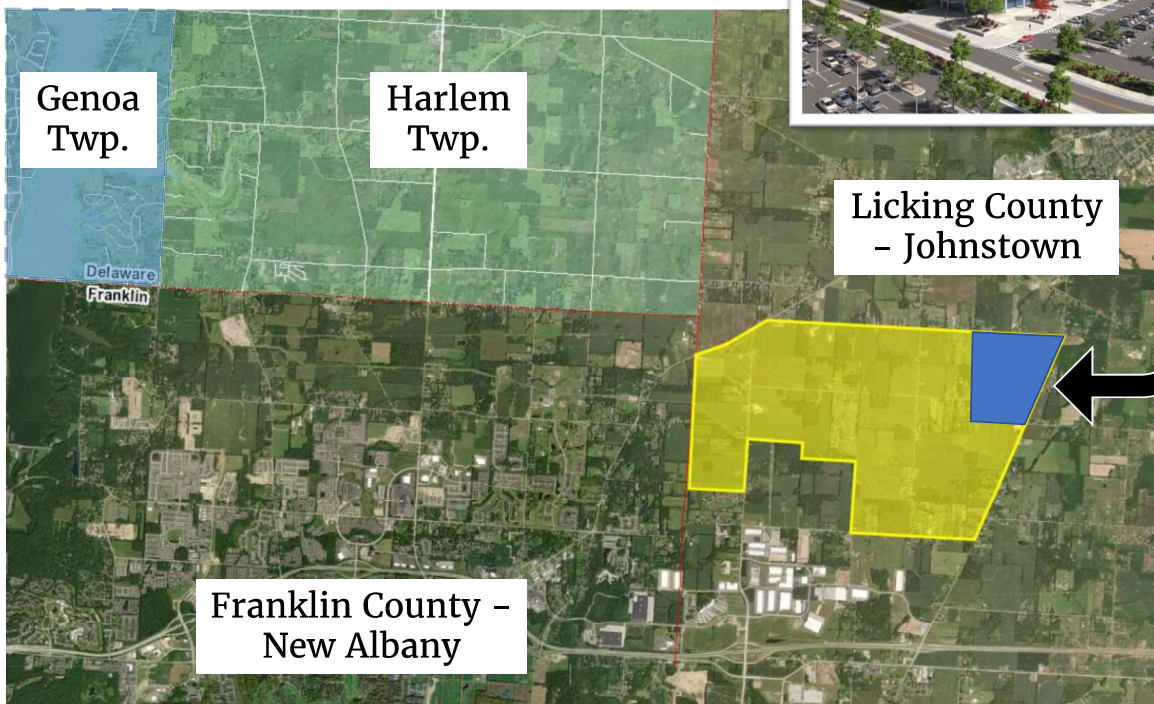 Genoa
Twp.
Harlem
Twp.
Licking County
– Johnstown
Delaware
Franklin
Franklin County –
New Albany